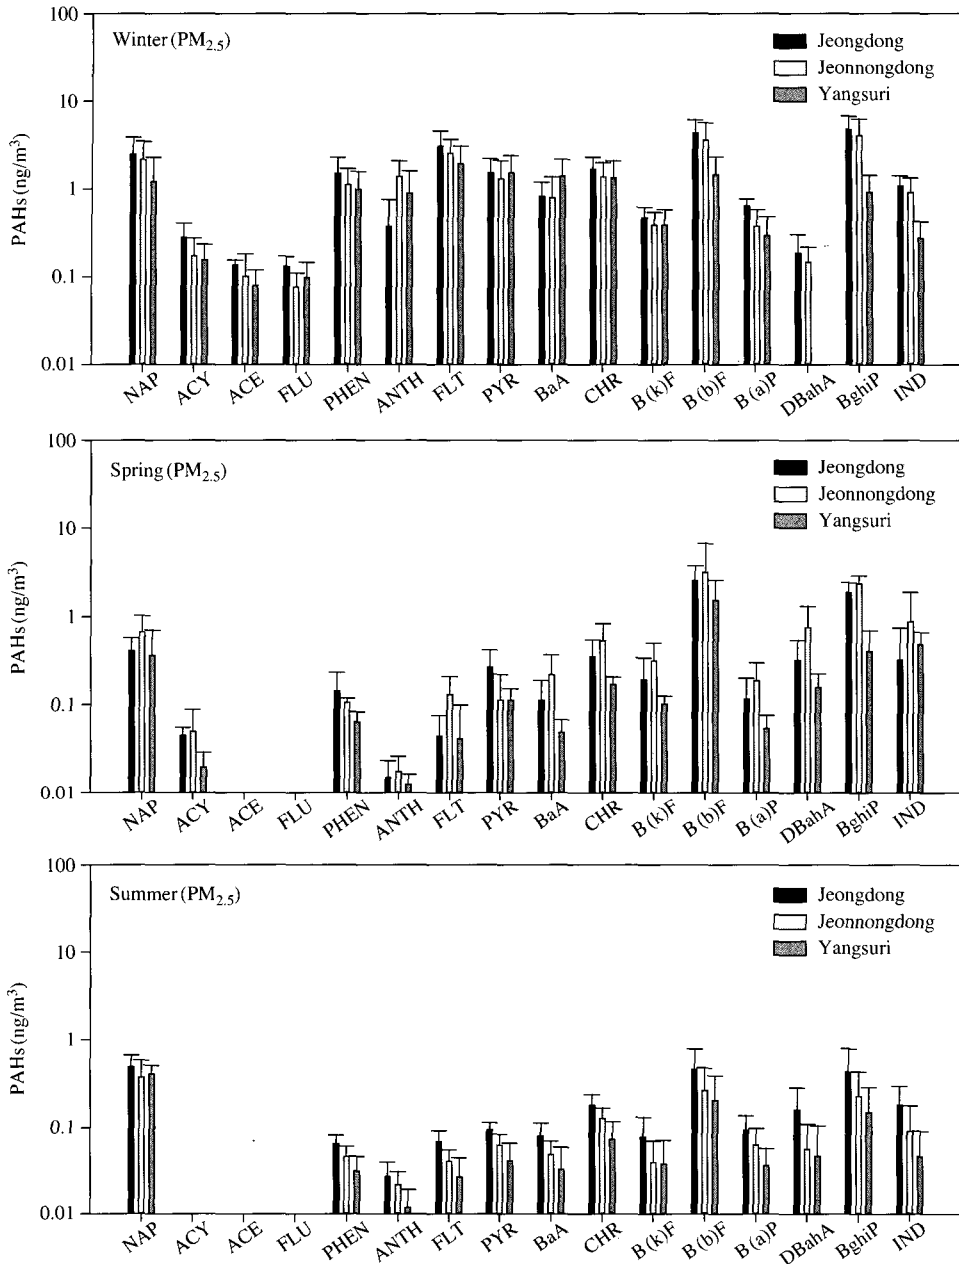 100
Winter (PM2.5)
Jeongdong
Jeonnongdong
Yangsuri
10
1
0.1
0.01
PAHs (ng/m3)
NAP ACY ACE FLU PHEN ANTH FLT PYR BaA CHR B (k)F B (b)F B (a)P DBahA BghiP IND
100
Spring (PM2.5)
Jeongdong
Jeonnongdong
Yangsuri
10
1
0.1
0.01
PAHs (ng/m3)
NAP ACY ACE FLU PHEN ANTH FLT PYR BaA CHR B (k)F B (b)F B (a)P DBahA BghiP IND
100
Summer (PM2.5)
Jeongdong
Jeonnongdong
Yangsuri
10
1
0.1
0.01
PAHs (ng/m3)
NAP ACY ACE FLU PHEN ANTH FLT PYR BaA CHR B (k)F B (b)F B (a)P DBahA BghiP IND